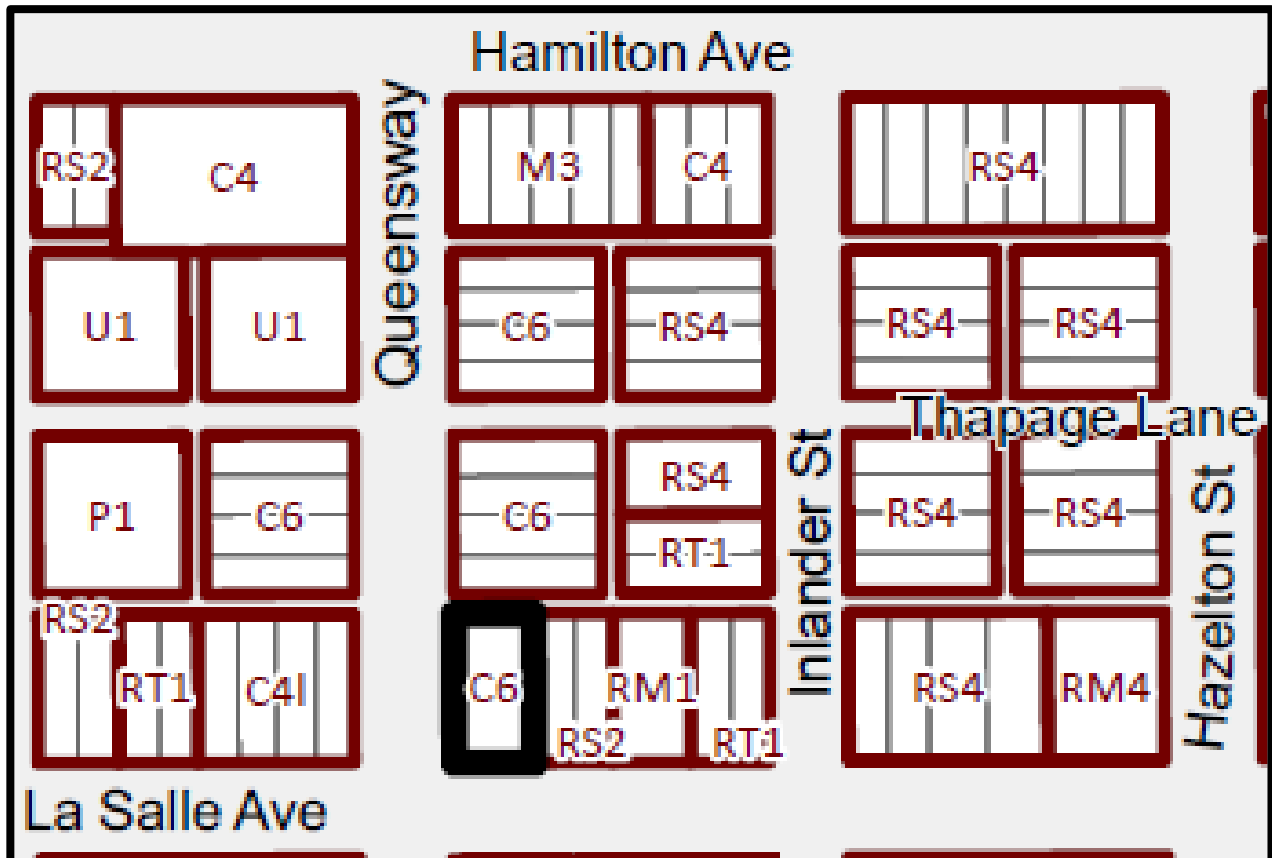 Hamilton Ave
Queensway
RS2
C4
M3
C4
RS4
U1
U1
C6
RS4
RS4
RS4
Thapage Lane
P1
C6
C6
RS4
RT1
RS4
RS4
Inlander St
Hazelton St
RS2
RT1
C4I
C6
RS2
RM1
RT1
RS4
RM4
La Salle Ave